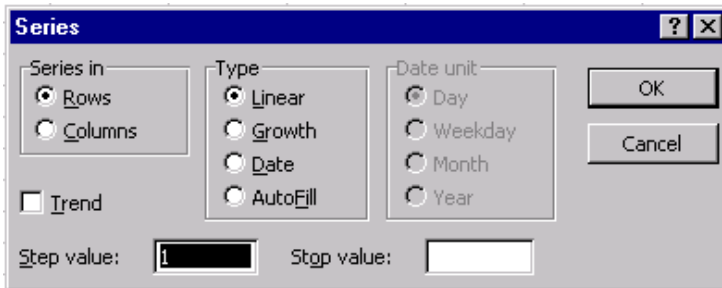 Series
Series in
Rows
Columns
Trend
Type
Linear
Growth
Date
AutoFill
Date unit
Day
Weekday
Month
Year
OK
Cancel
Step value: 1
Stop value: